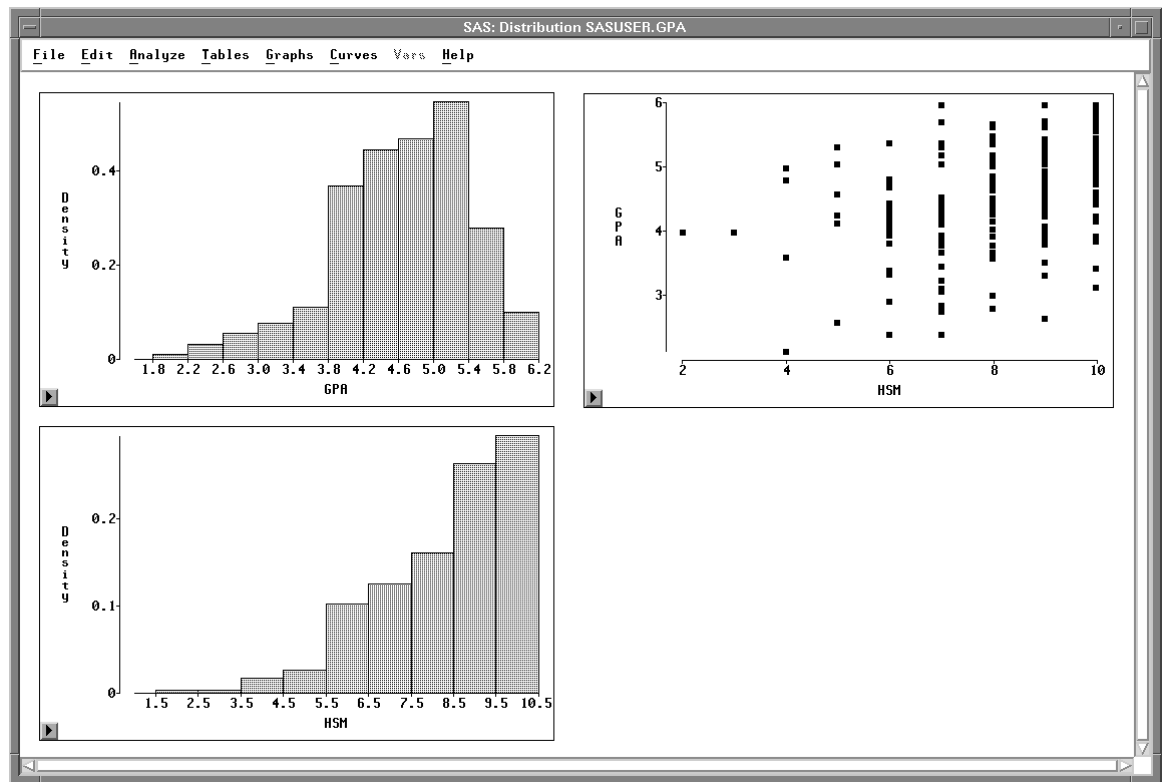 SAS: Distribution SASUSER.GPA
File Edit Analyze Tables Graphs Curves Vars Help
Density
0.4
0.2
0
1.8 2.2 2.6 3.0 3.4 3.8 4.2 4.6 5.0 5.4 5.8 6.2
GPA
GPA
6
5
4
3
2 4 6 8 10
HSM
Density
0.2
0.1
0
1.5 2.5 3.5 4.5 5.5 6.5 7.5 8.5 9.5 10.5
HSM